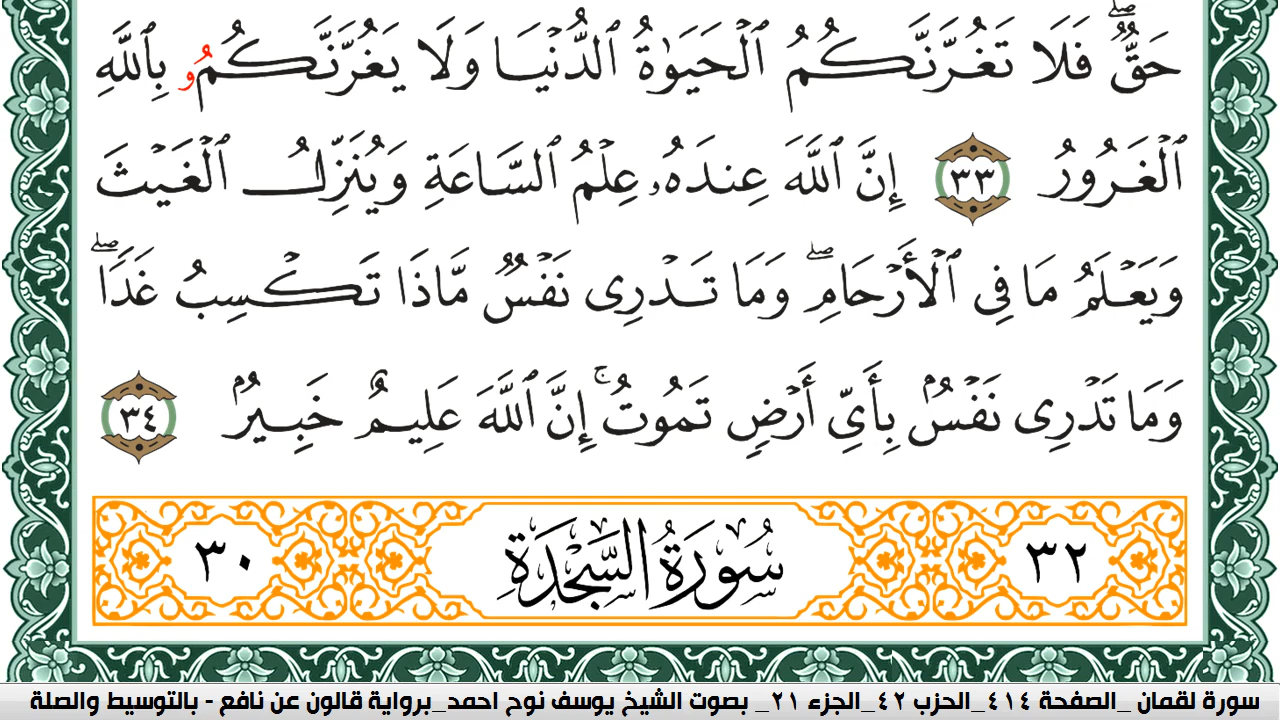 حَقٌّۖ فَلَا تَغُرَّنَّكُمُ ٱلۡحَيَوٰةُ ٱلدُّنۡيَا وَلَا يَغُرَّنَّكُمُو بِٱللَّهِ
ٱلۡغَرُورُ ٣٣ إِنَّ ٱللَّهَ عِندَهُۥ عِلۡمُ ٱلسَّاعَةِ وَيُنَزِّلُ ٱلۡغَيۡثَ
وَيَعۡلَمُ مَا فِي ٱلۡأَرۡحَامِۖ وَمَا تَدۡرِى نَفۡسٌ مَّاذَا تَكۡسِبُ غَدَاۖ
وَمَا تَدۡرِى نَفۡسُۢ بِأَيِّ أَرۡضٍ تَمُوتُۚ إِنَّ ٱللَّهَ عَلِيمٌ خَبِيرُۢ ٣٤
٣٢ سُورَةُ السَّجْدَةِ ٣٠
سورة لقمان _الصفحة ٤١٤_الحزب ٤٢_الجزء ٢١_ بصوت الشيخ يوسف نوح احمد_برواية قالون عن نافع - بالتوسيط والصلة